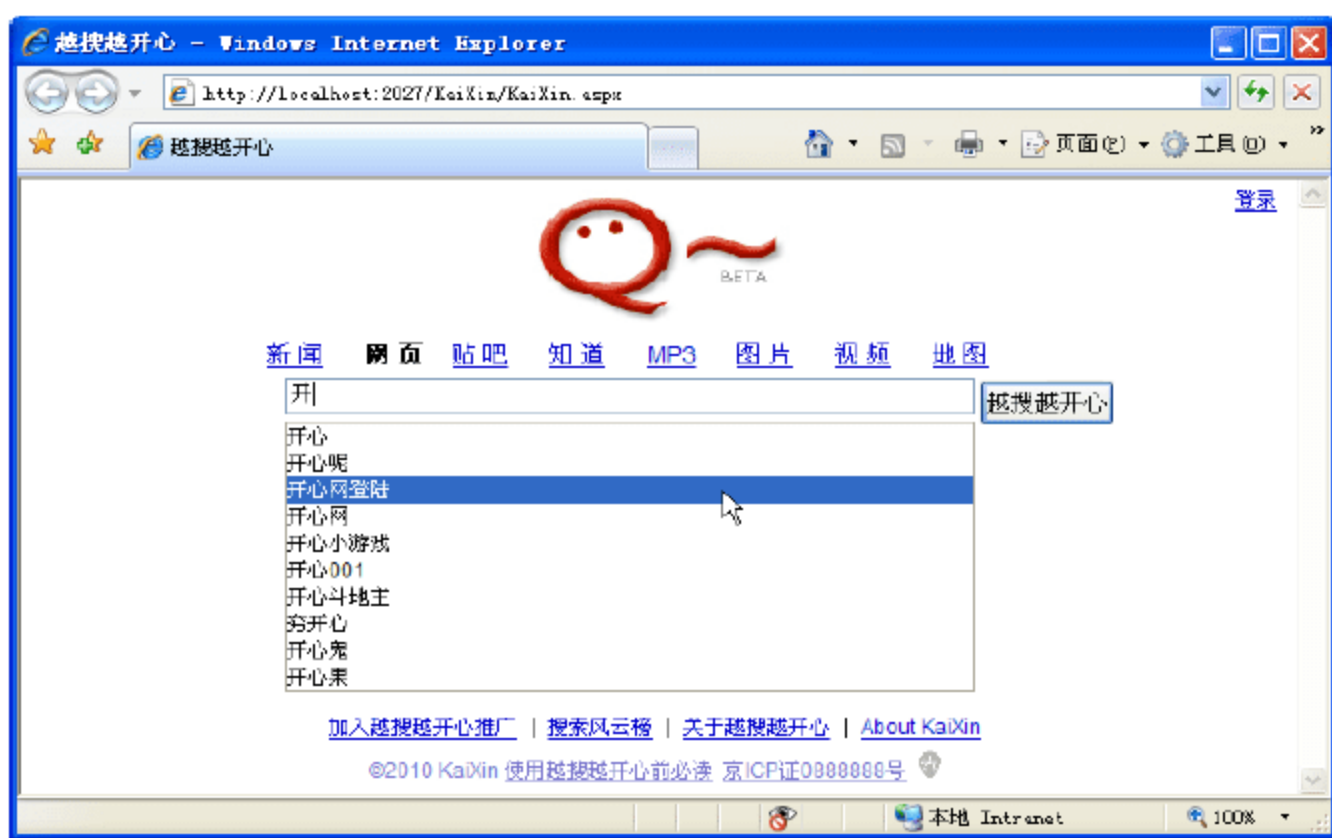 越搜越开心 - Windows Internet Explorer
http://localhost:2027/KaiXin/KaiXin.aspx
越搜越开心 页面(P) 工具(O) »
登录
Q~
BETA
新闻 网页 贴吧 知道 MP3 图片 视频 地图
开 越搜越开心
开心
开心呢
开心网登陆
开心网
开心小游戏
开心001
开心斗地主
穷开心
开心鬼
开心果
加入越搜越开心推广 | 搜索风云榜 | 关于越搜越开心 | About KaiXin
©2010 KaiXin 使用越搜越开心前必读 京ICP证0888888号
本地 Intranet 100%